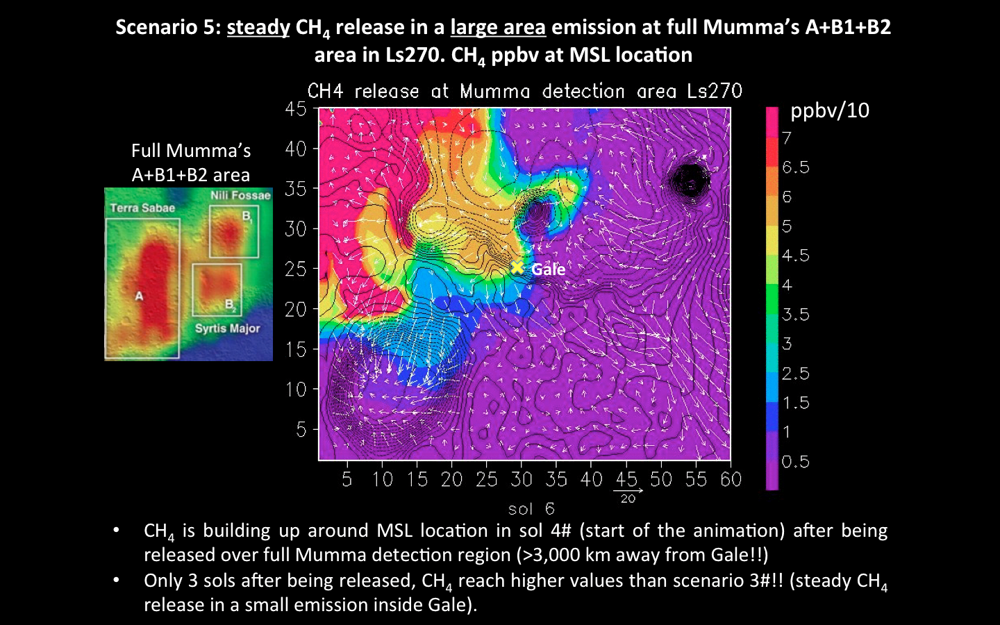 Scenario 5: steady CH4 release in a large area emission at full Mumma's A+B1+B2
area in Ls270. CH4 ppbv at MSL location
CH4 release at Mumma detection area Ls270
ppbv/10
Full Mumma's
A+B1+B2 area
Nili Fossae
Terra Sabae
B1
A
B2
Syrtis Major
45
40
35
30
25
20
15
10
5
Gale
7
6.5
6
5
4.5
4
3.5
3
2.5
1.5
1
0.5
5 10 15 20 25 30 35 40 45 50 55 60
20
sol 6
• CH4 is building up around MSL location in sol 4# (start of the animation) after being
released over full Mumma detection region (>3,000 km away from Gale!!)
• Only 3 sols after being released, CH4 reach higher values than scenario 3#!! (steady CH4
release in a small emission inside Gale).